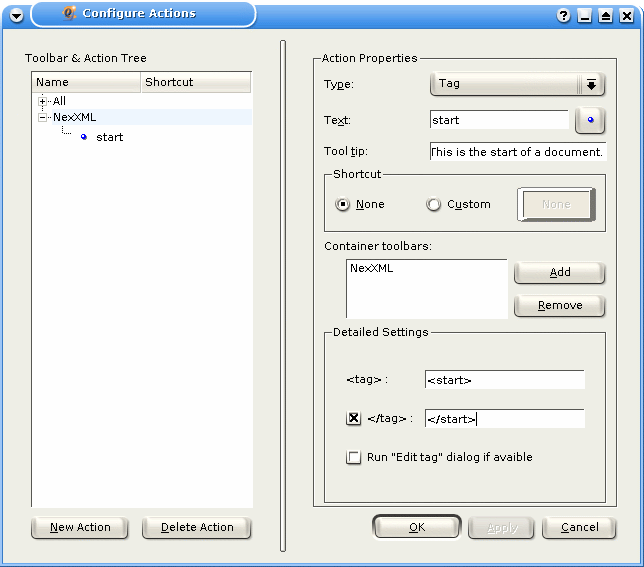 Configure Actions
Toolbar & Action Tree
Name Shortcut
All
NexXML
start
New Action Delete Action
Action Properties
Type: Tag
Text: start
Tool tip: This is the start of a document.
Shortcut
None Custom None
Container toolbars:
NexXML
Add
Remove
Detailed Settings
<tag> : <start>
</tag> : </start>
Run "Edit tag" dialog if avaible
OK Apply Cancel